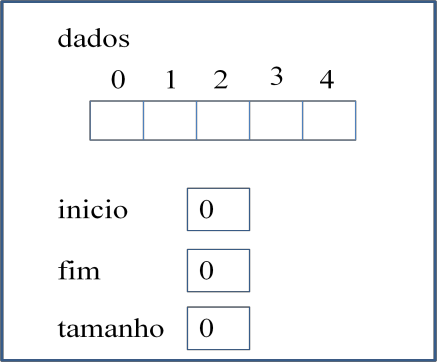 dados
0 1 2 3 4
inicio 0
fim 0
tamanho 0